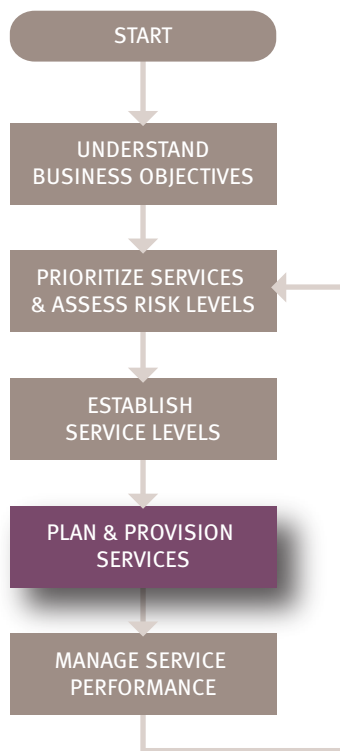 START
UNDERSTAND
BUSINESS OBJECTIVES
PRIORITIZE SERVICES
& ASSESS RISK LEVELS
ESTABLISH
SERVICE LEVELS
PLAN & PROVISION
SERVICES
MANAGE SERVICE
PERFORMANCE